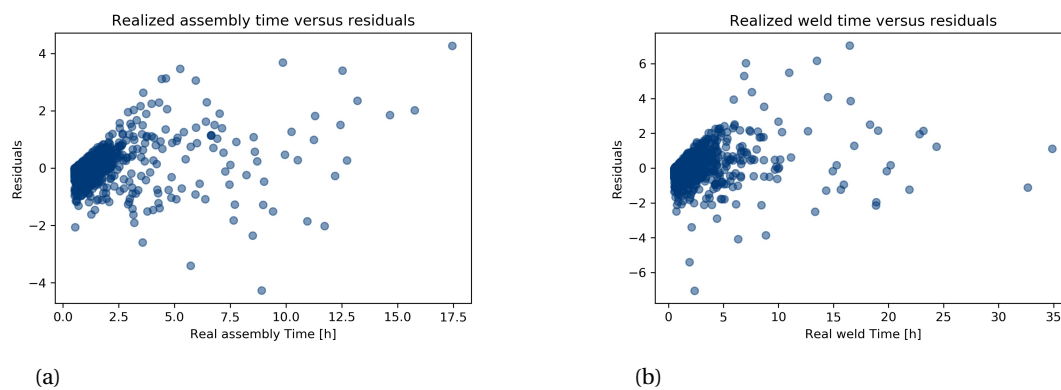 Realized assembly time versus residuals
4
2
0
−2
−4
Residuals
0.0 2.5 5.0 7.5 10.0 12.5 15.0 17.5
Real assembly Time [h]
(a)
Realized weld time versus residuals
6
4
2
0
−2
−4
−6
Residuals
0 5 10 15 20 25 30 35
Real weld Time [h]
(b)